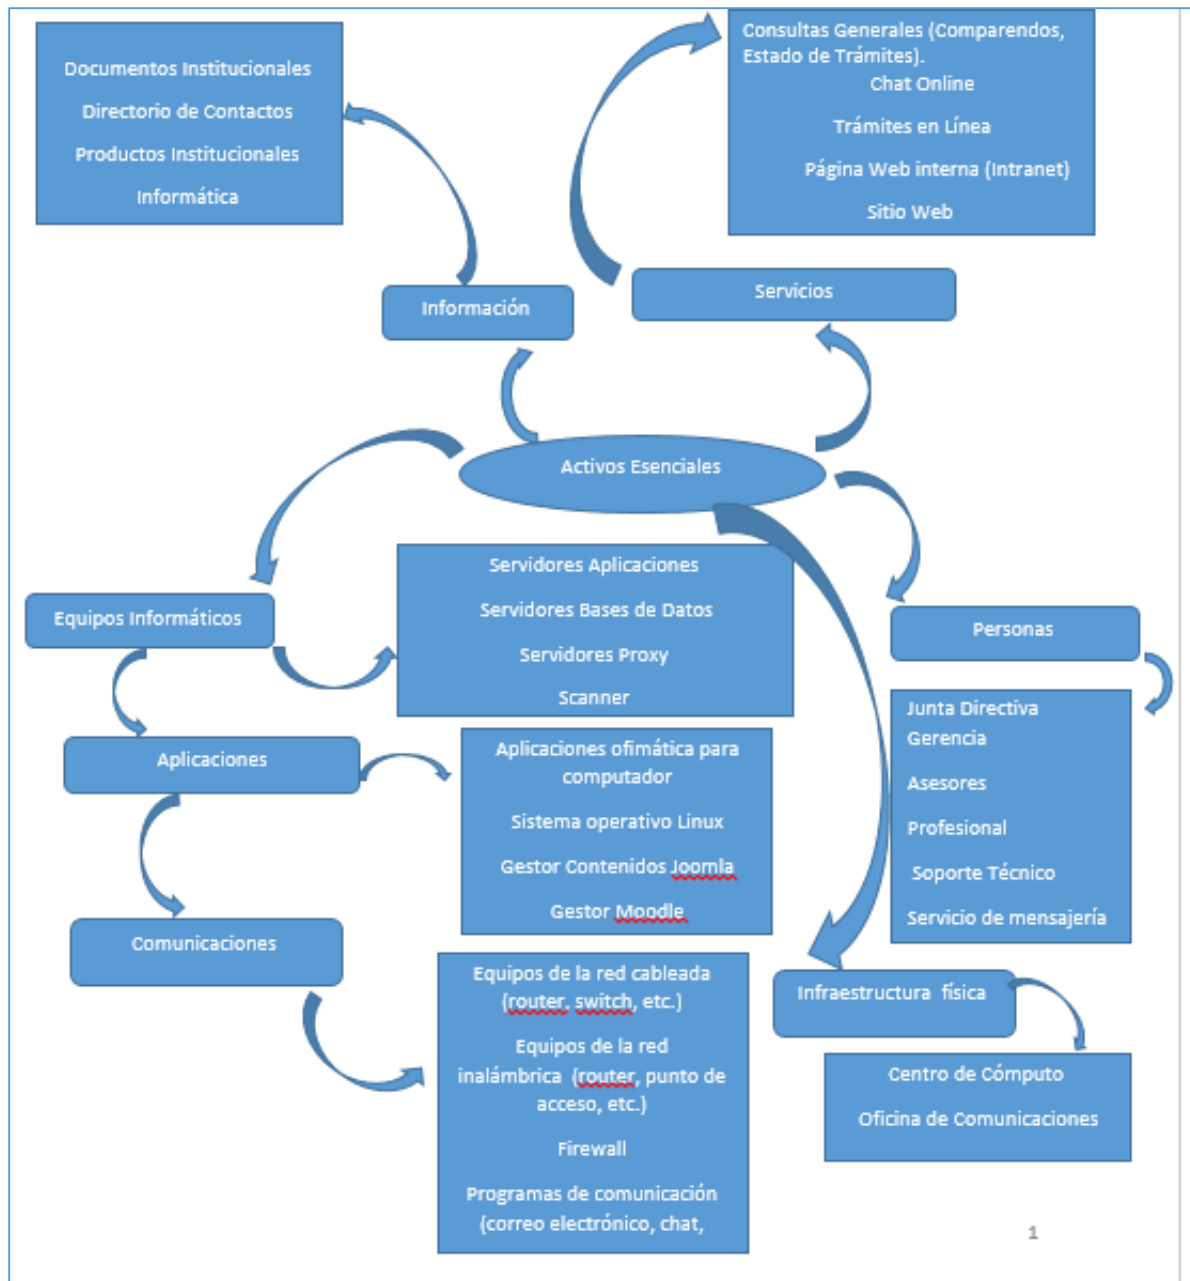 Documentos Institucionales
Directorio de Contactos
Productos Institucionales
Informática
Consultas Generales (Comparendos,
Estado de Trámites).
Chat Online
Trámites en Línea
Página Web interna (Intranet)
Sitio Web
Información
Servicios
Activos Esenciales
Equipos Informáticos
Servidores Aplicaciones
Servidores Bases de Datos
Servidores Proxy
Scanner
Personas
Junta Directiva
Gerencia
Asesores
Profesional
Soporte Técnico
Servicio de mensajería
Aplicaciones
Aplicaciones ofimática para
computador
Sistema operativo Linux
Gestor Contenidos Joomla
Gestor Moodle
Comunicaciones
Equipos de la red cableada
(router, switch, etc.)
Equipos de la red
inalámbrica (router, punto de
acceso, etc.)
Firewall
Programas de comunicación
(correo electrónico, chat,
Infraestructura física
Centro de Cómputo
Oficina de Comunicaciones
1